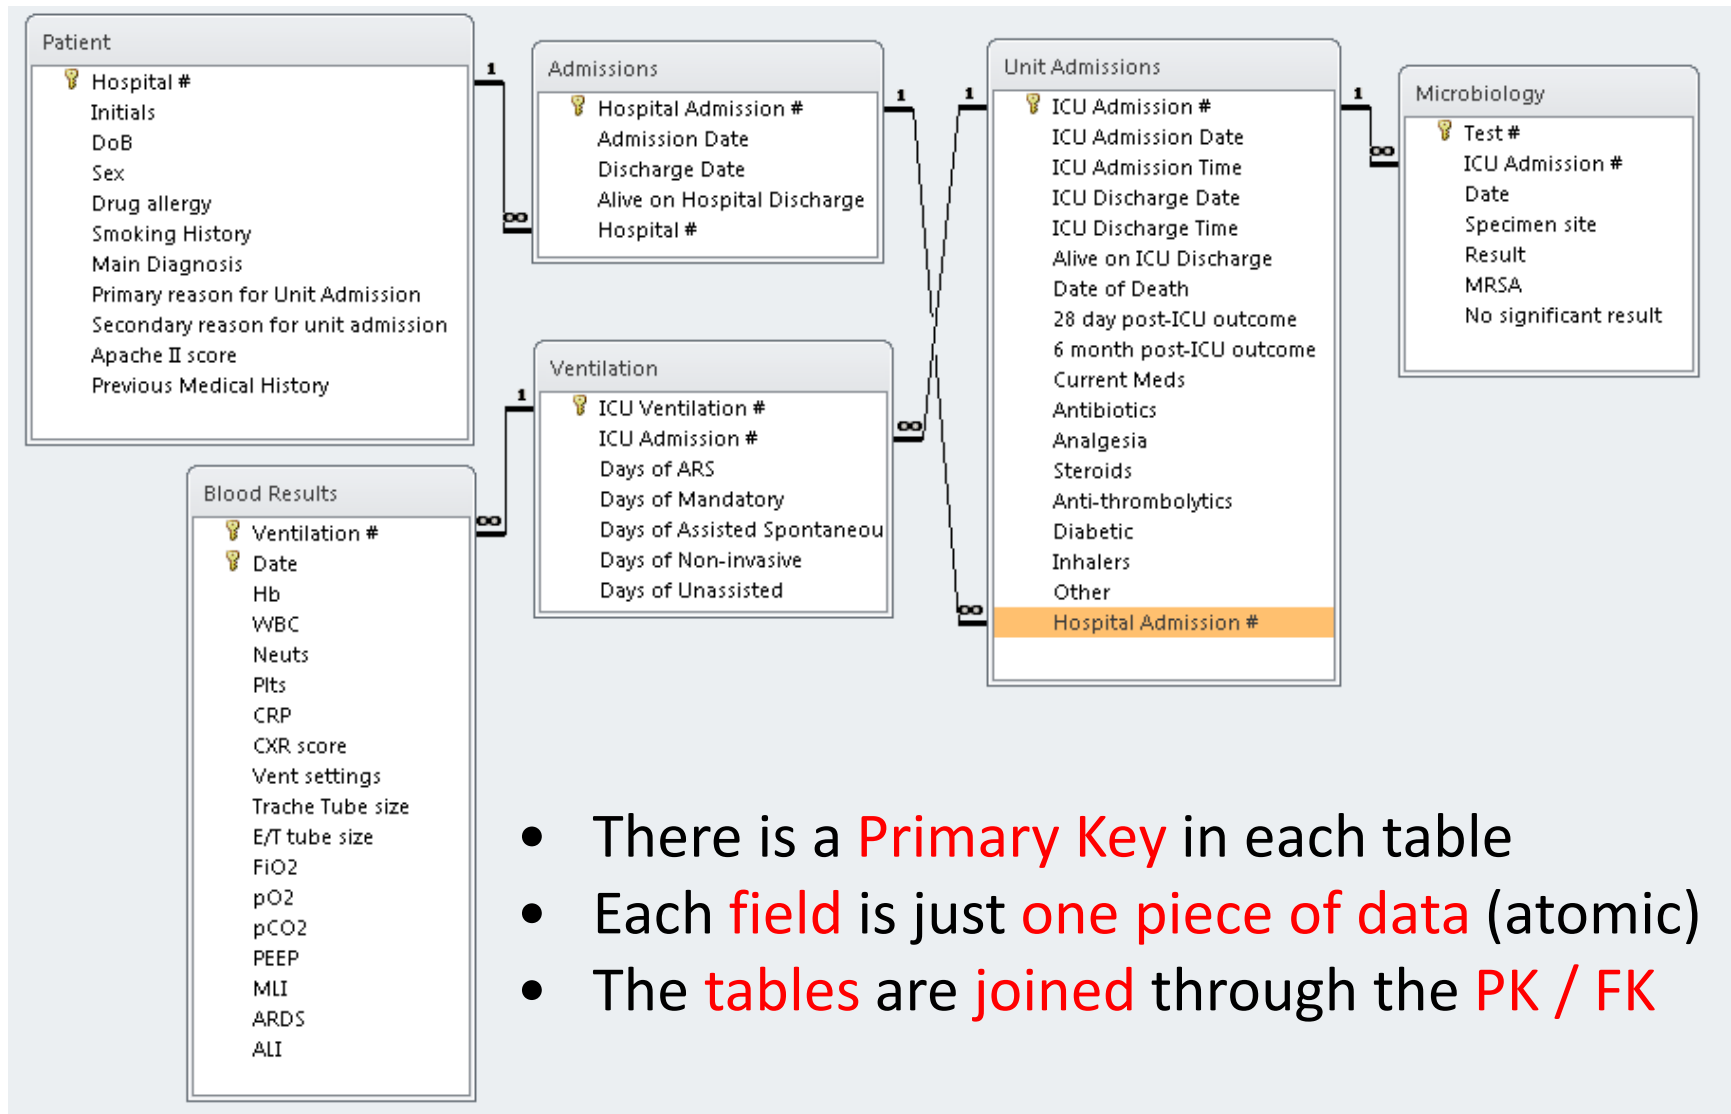 Patient
Hospital #
Initials
DoB
Sex
Drug allergy
Smoking History
Main Diagnosis
Primary reason for Unit Admission
Secondary reason for unit admission
Apache II score
Previous Medical History
1
∞
Admissions
Hospital Admission #
Admission Date
Discharge Date
Alive on Hospital Discharge
Hospital #
1
∞
Unit Admissions
ICU Admission #
ICU Admission Date
ICU Admission Time
ICU Discharge Date
ICU Discharge Time
Alive on ICU Discharge
Date of Death
28 day post-ICU outcome
6 month post-ICU outcome
Current Meds
Antibiotics
Analgesia
Steroids
Anti-thrombolytics
Diabetic
Inhalers
Other
Hospital Admission #
1
∞
Microbiology
Test #
ICU Admission #
Date
Specimen site
Result
MRSA
No significant result
1
∞
Ventilation
ICU Ventilation #
ICU Admission #
Days of ARS
Days of Mandatory
Days of Assisted Spontaneou
Days of Non-invasive
Days of Unassisted
1
∞
Blood Results
Ventilation #
Date
Hb
WBC
Neuts
Plts
CRP
CXR score
Vent settings
Trache Tube size
E/T tube size
FiO2
pO2
pCO2
PEEP
MLI
ARDS
ALI
• There is a Primary Key in each table
• Each field is just one piece of data (atomic)
• The tables are joined through the PK / FK